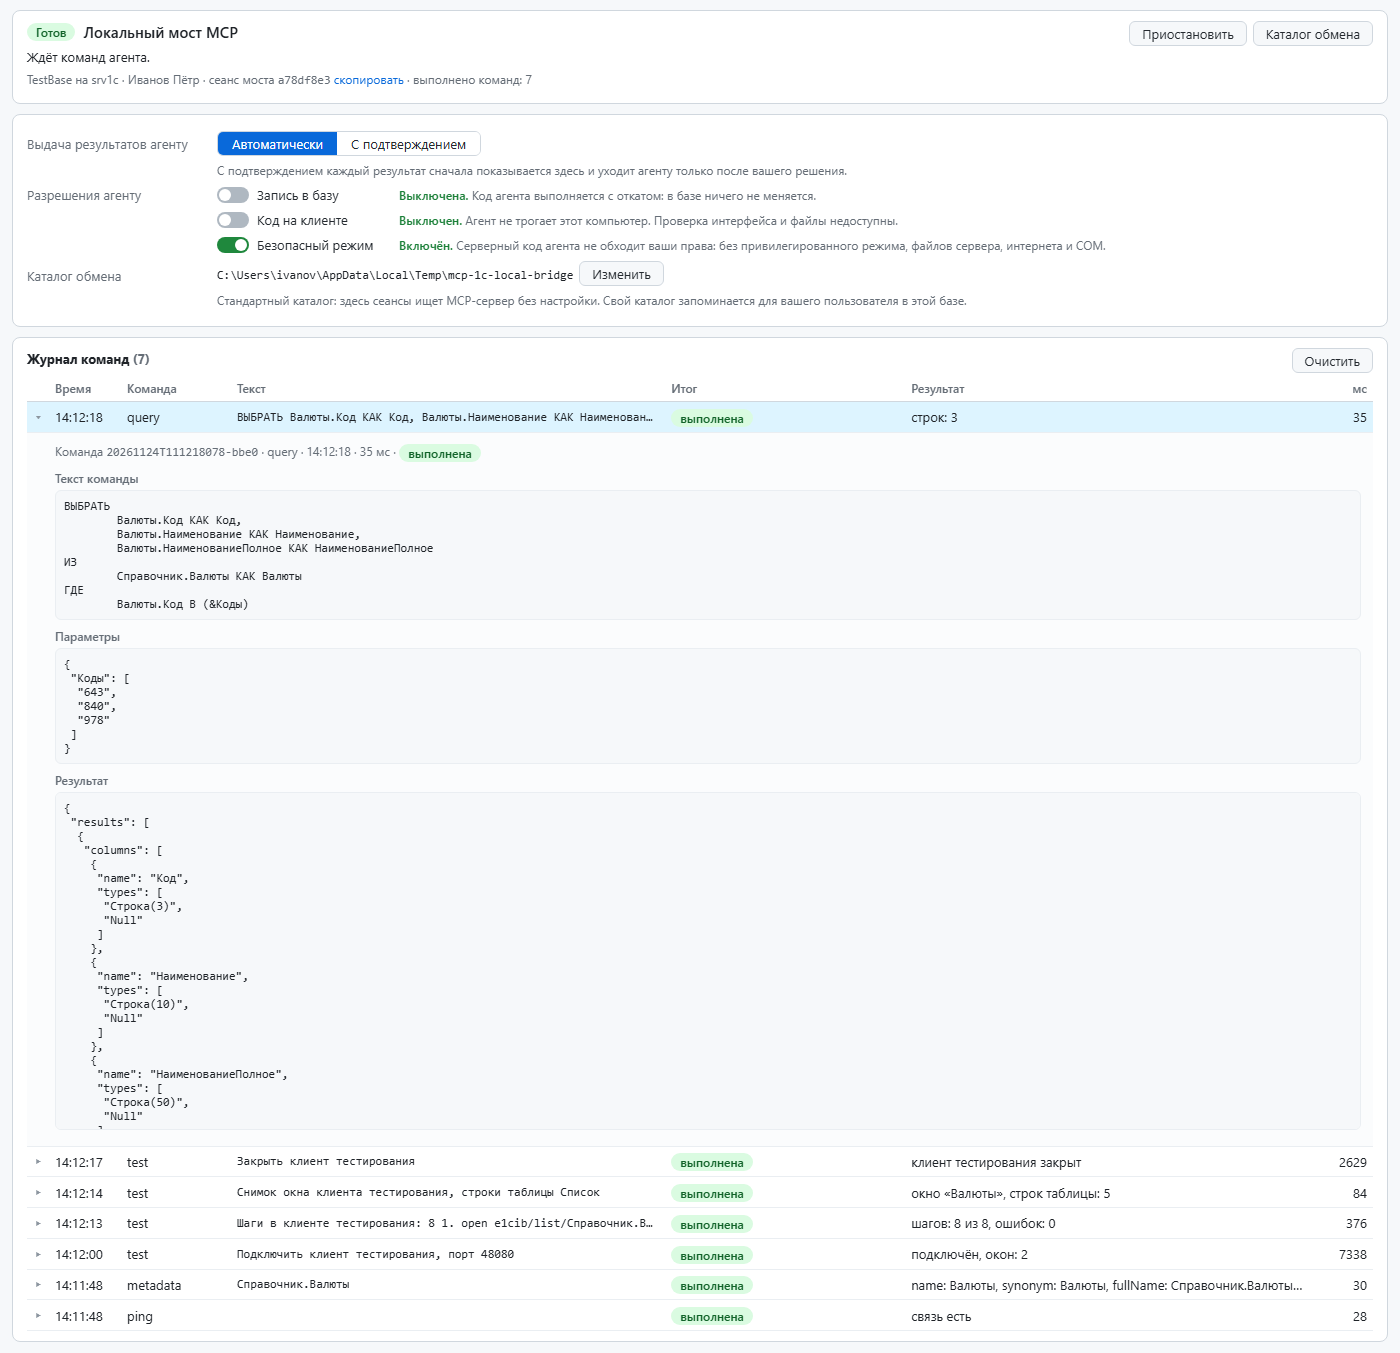 Готов Локальный мост MCP Приостановить Каталог обмена
Ждёт команд агента.
TestBase на srv1c · Иванов Пётр · сеанс моста a78df8e3 скопировать · выполнено команд: 7
Выдача результатов агенту Автоматически С подтверждением
С подтверждением каждый результат сначала показывается здесь и уходит агенту только после вашего решения.
Разрешения агенту Запись в базу Выключена. Код агента выполняется с откатом: в базе ничего не меняется.
Код на клиенте Выключен. Агент не трогает этот компьютер. Проверка интерфейса и файлы недоступны.
Безопасный режим Включён. Серверный код агента не обходит ваши права: без привилегированного режима, файлов сервера, интернета и COM.
Каталог обмена C:\Users\ivanov\AppData\Local\Temp\mcp-1c-local-bridge Изменить
Стандартный каталог: здесь сеансы ищет MCP-сервер без настройки. Свой каталог запоминается для вашего пользователя в этой базе.
Журнал команд (7) Очистить
Время Команда Текст Итог Результат мс
14:12:18 query ВЫБРАТЬ Валюты.Код КАК Код, Валюты.Наименование КАК Наименован… выполнена строк: 3 35
Команда 20261124T111218078-bbe0 · query · 14:12:18 · 35 мс · выполнена
Текст команды
ВЫБРАТЬ
Валюты.Код КАК Код,
Валюты.Наименование КАК Наименование,
Валюты.НаименованиеПолное КАК НаименованиеПолное
ИЗ
Справочник.Валюты КАК Валюты
ГДЕ
Валюты.Код В (&Коды)
Параметры
{
"Коды": [
"643",
"840",
"978"
]
}
Результат
{
"results": [
{
"columns": [
{
"name": "Код",
"types": [
"Строка(3)",
"Null"
]
},
{
"name": "Наименование",
"types": [
"Строка(10)",
"Null"
]
},
{
"name": "НаименованиеПолное",
"types": [
"Строка(50)",
"Null"
]
14:12:17 test Закрыть клиент тестирования выполнена клиент тестирования закрыт 2629
14:12:14 test Снимок окна клиента тестирования, строки таблицы Список выполнена окно «Валюты», строк таблицы: 5 84
14:12:13 test Шаги в клиенте тестирования: 8 1. open e1cib/list/Справочник.В… выполнена шагов: 8 из 8, ошибок: 0 376
14:12:00 test Подключить клиент тестирования, порт 48080 выполнена подключён, окон: 2 7338
14:11:48 metadata Справочник.Валюты выполнена name: Валюты, synonym: Валюты, fullName: Справочник.Валюты… 30
14:11:48 ping выполнена связь есть 28